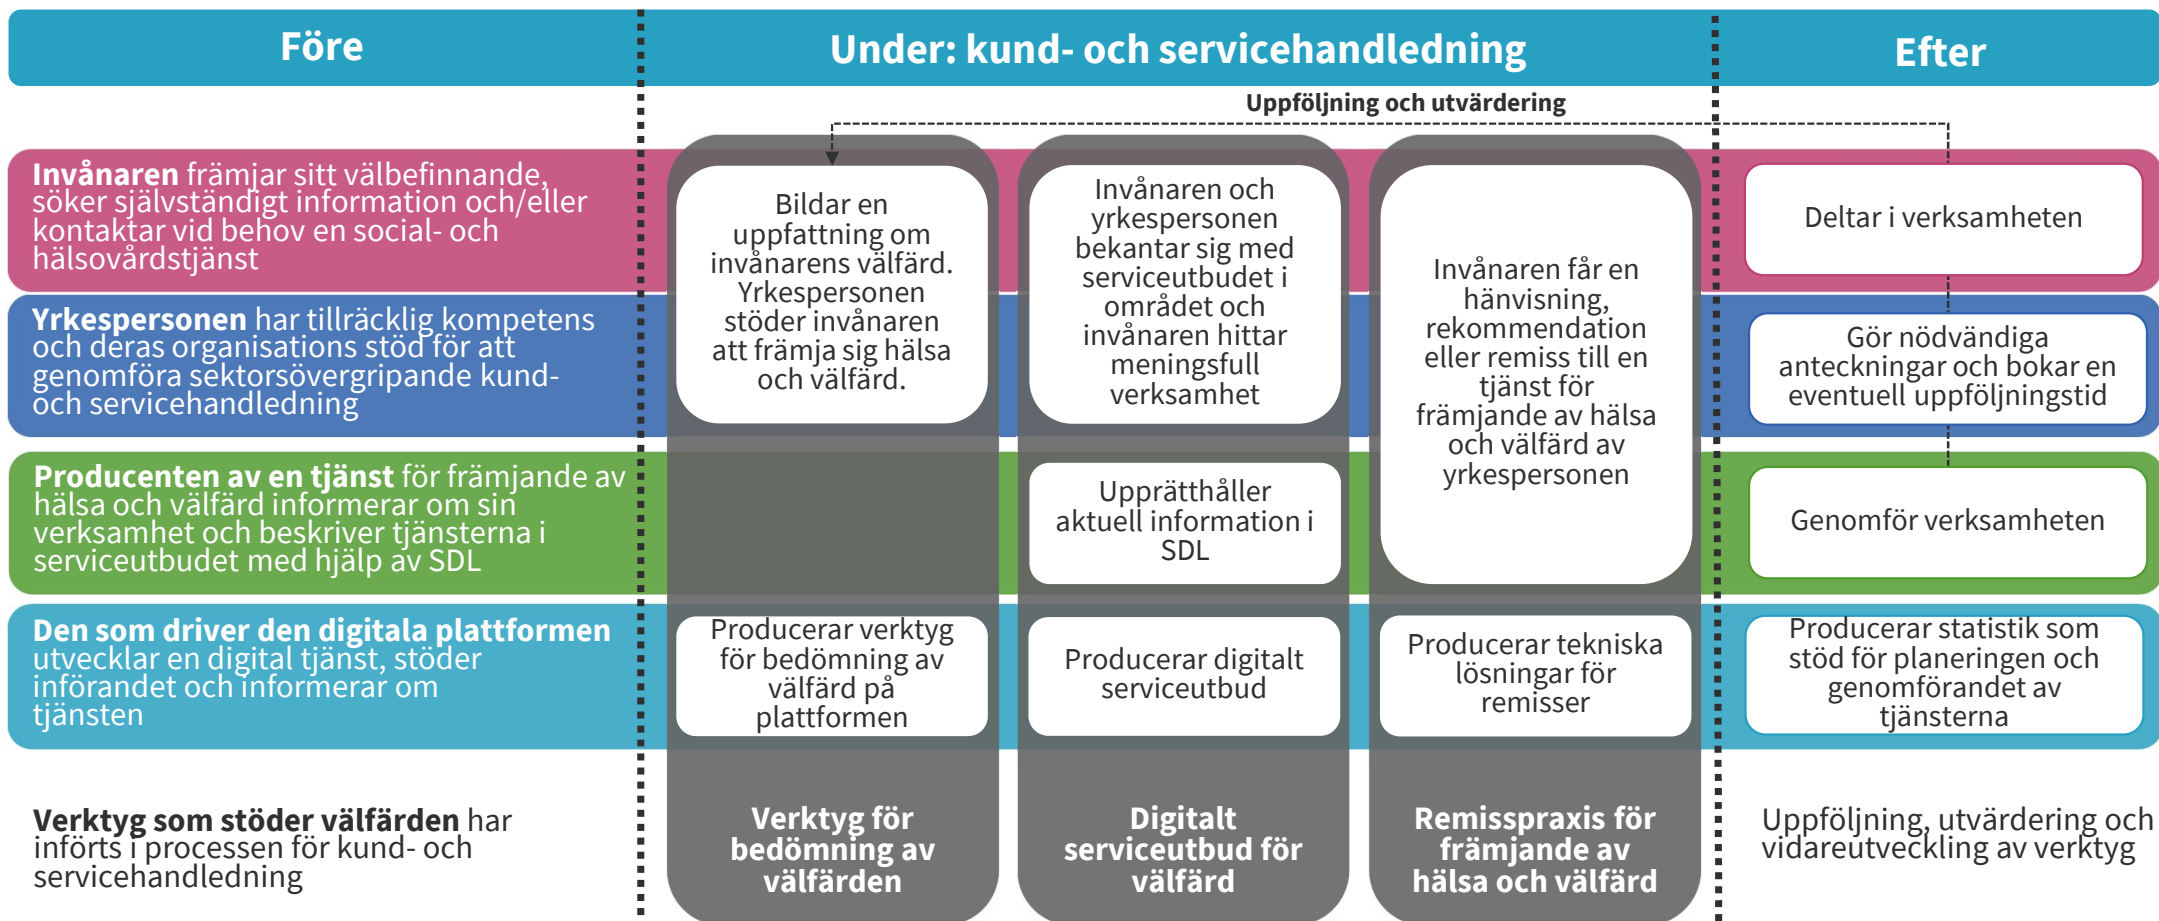 Före
Under: kund- och servicehandledning
Efter
Uppföljning och utvärdering
Invånaren främjar sitt välbefinnande,
söker självständigt information och/eller
kontaktar vid behov en social- och
hälsovårdstjänst
Bildar en
uppfattning om
invånarens välfärd.
Yrkespersonen
stöder invånaren
att främja sig hälsa
och välfärd.
Invånaren och
yrkespersonen
bekantar sig med
serviceutbudet i
området och
invånaren hittar
meningsfull
verksamhet
Invånaren får en
hänvisning,
rekommendation
eller remiss till en
tjänst för
främjande av hälsa
och välfärd av
yrkespersonen
Deltar i verksamheten
Yrkespersonen har tillräcklig kompetens
och deras organisations stöd för att
genomföra sektorsövergripande kund-
och servicehandledning
Gör nödvändiga
anteckningar och bokar en
eventuell uppföljningstid
Producenten av en tjänst för främjande av
hälsa och välfärd informerar om sin
verksamhet och beskriver tjänsterna i
serviceutbudet med hjälp av SDL
Upprätthåller
aktuell information i
SDL
Genomför verksamheten
Den som driver den digitala plattformen
utvecklar en digital tjänst, stöder
införandet och informerar om
tjänsten
Producerar verktyg
för bedömning av
välfärd på
plattformen
Producerar digitalt
serviceutbud
Producerar tekniska
lösningar för
remisser
Producerar statistik som
stöd för planeringen och
genomförandet av
tjänsterna
Verktyg som stöder välfärden har
införts i processen för kund- och
servicehandledning
Verktyg för
bedömning av
välfärden
Digitalt
serviceutbud för
välfärd
Remisspraxis för
främjande av
hälsa och välfärd
Uppföljning, utvärdering och
vidareutveckling av verktyg